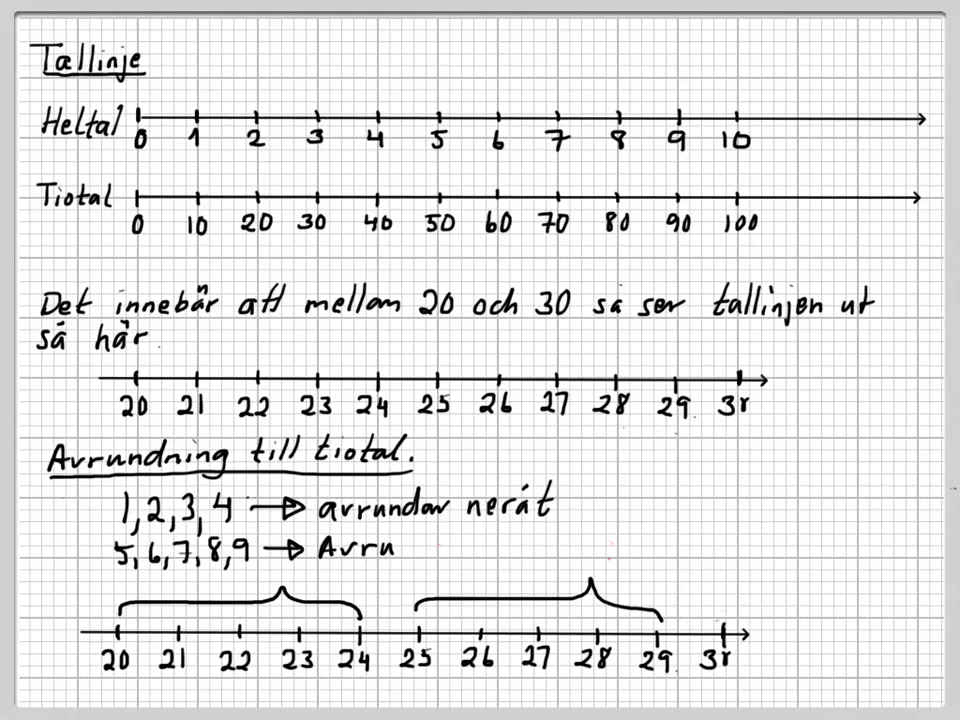 Tallinje
Heltal 0 1 2 3 4 5 6 7 8 9 10
Tiotal 0 10 20 30 40 50 60 70 80 90 100
Det innebär att mellan 20 och 30 så ser tallinjen ut
så här
20 21 22 23 24 25 26 27 28 29
Avrundning till tiotal.
1, 2, 3, 4 → avrundar neråt
5, 6, 7, 8, 9 → Avru
20 21 22 23 24 25 26 27 28 29